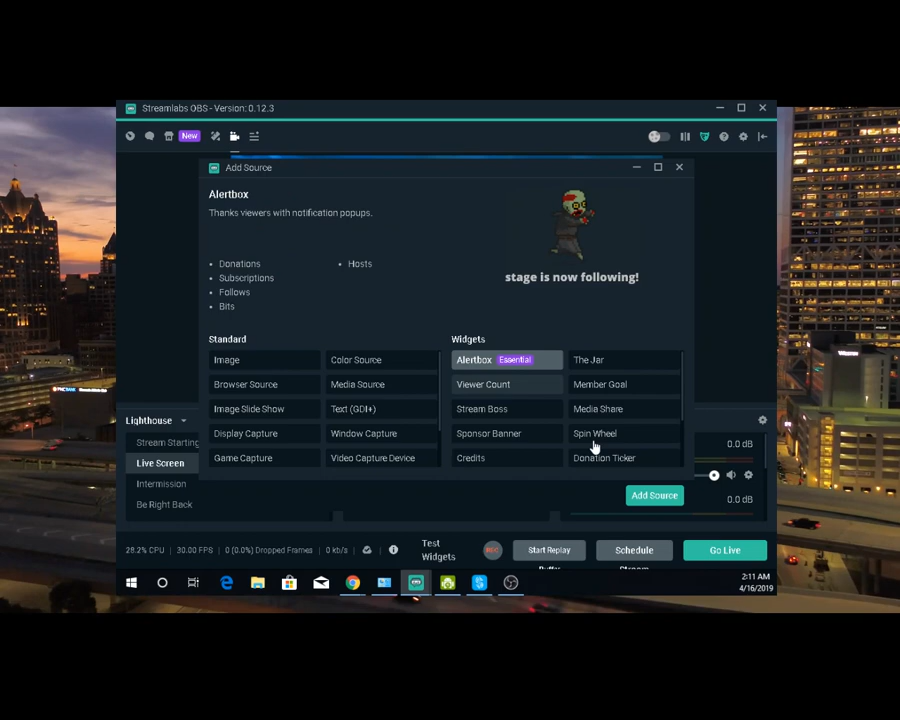 Streamlabs OBS - Version: 0.12.3
New
Add Source
Alertbox
Thanks viewers with notification popups.
Donations
Subscriptions
Follows
Bits
Hosts
stage is now following!
Standard
Image
Color Source
Browser Source
Media Source
Image Slide Show
Text (GDI+)
Display Capture
Window Capture
Game Capture
Video Capture Device
Widgets
Alertbox Essential
The Jar
Viewer Count
Member Goal
Stream Boss
Media Share
Sponsor Banner
Spin Wheel
Credits
Donation Ticker
Add Source
Lighthouse
Stream Starting
Live Screen
Intermission
Be Right Back
0.0 dB
0.0 dB
28.2% CPU
30.00 FPS
0 (0.0%) Dropped Frames
0 kb/s
Test
Widgets
REC
Start Replay
Schedule
Go Live
2:11 AM
4/16/2019